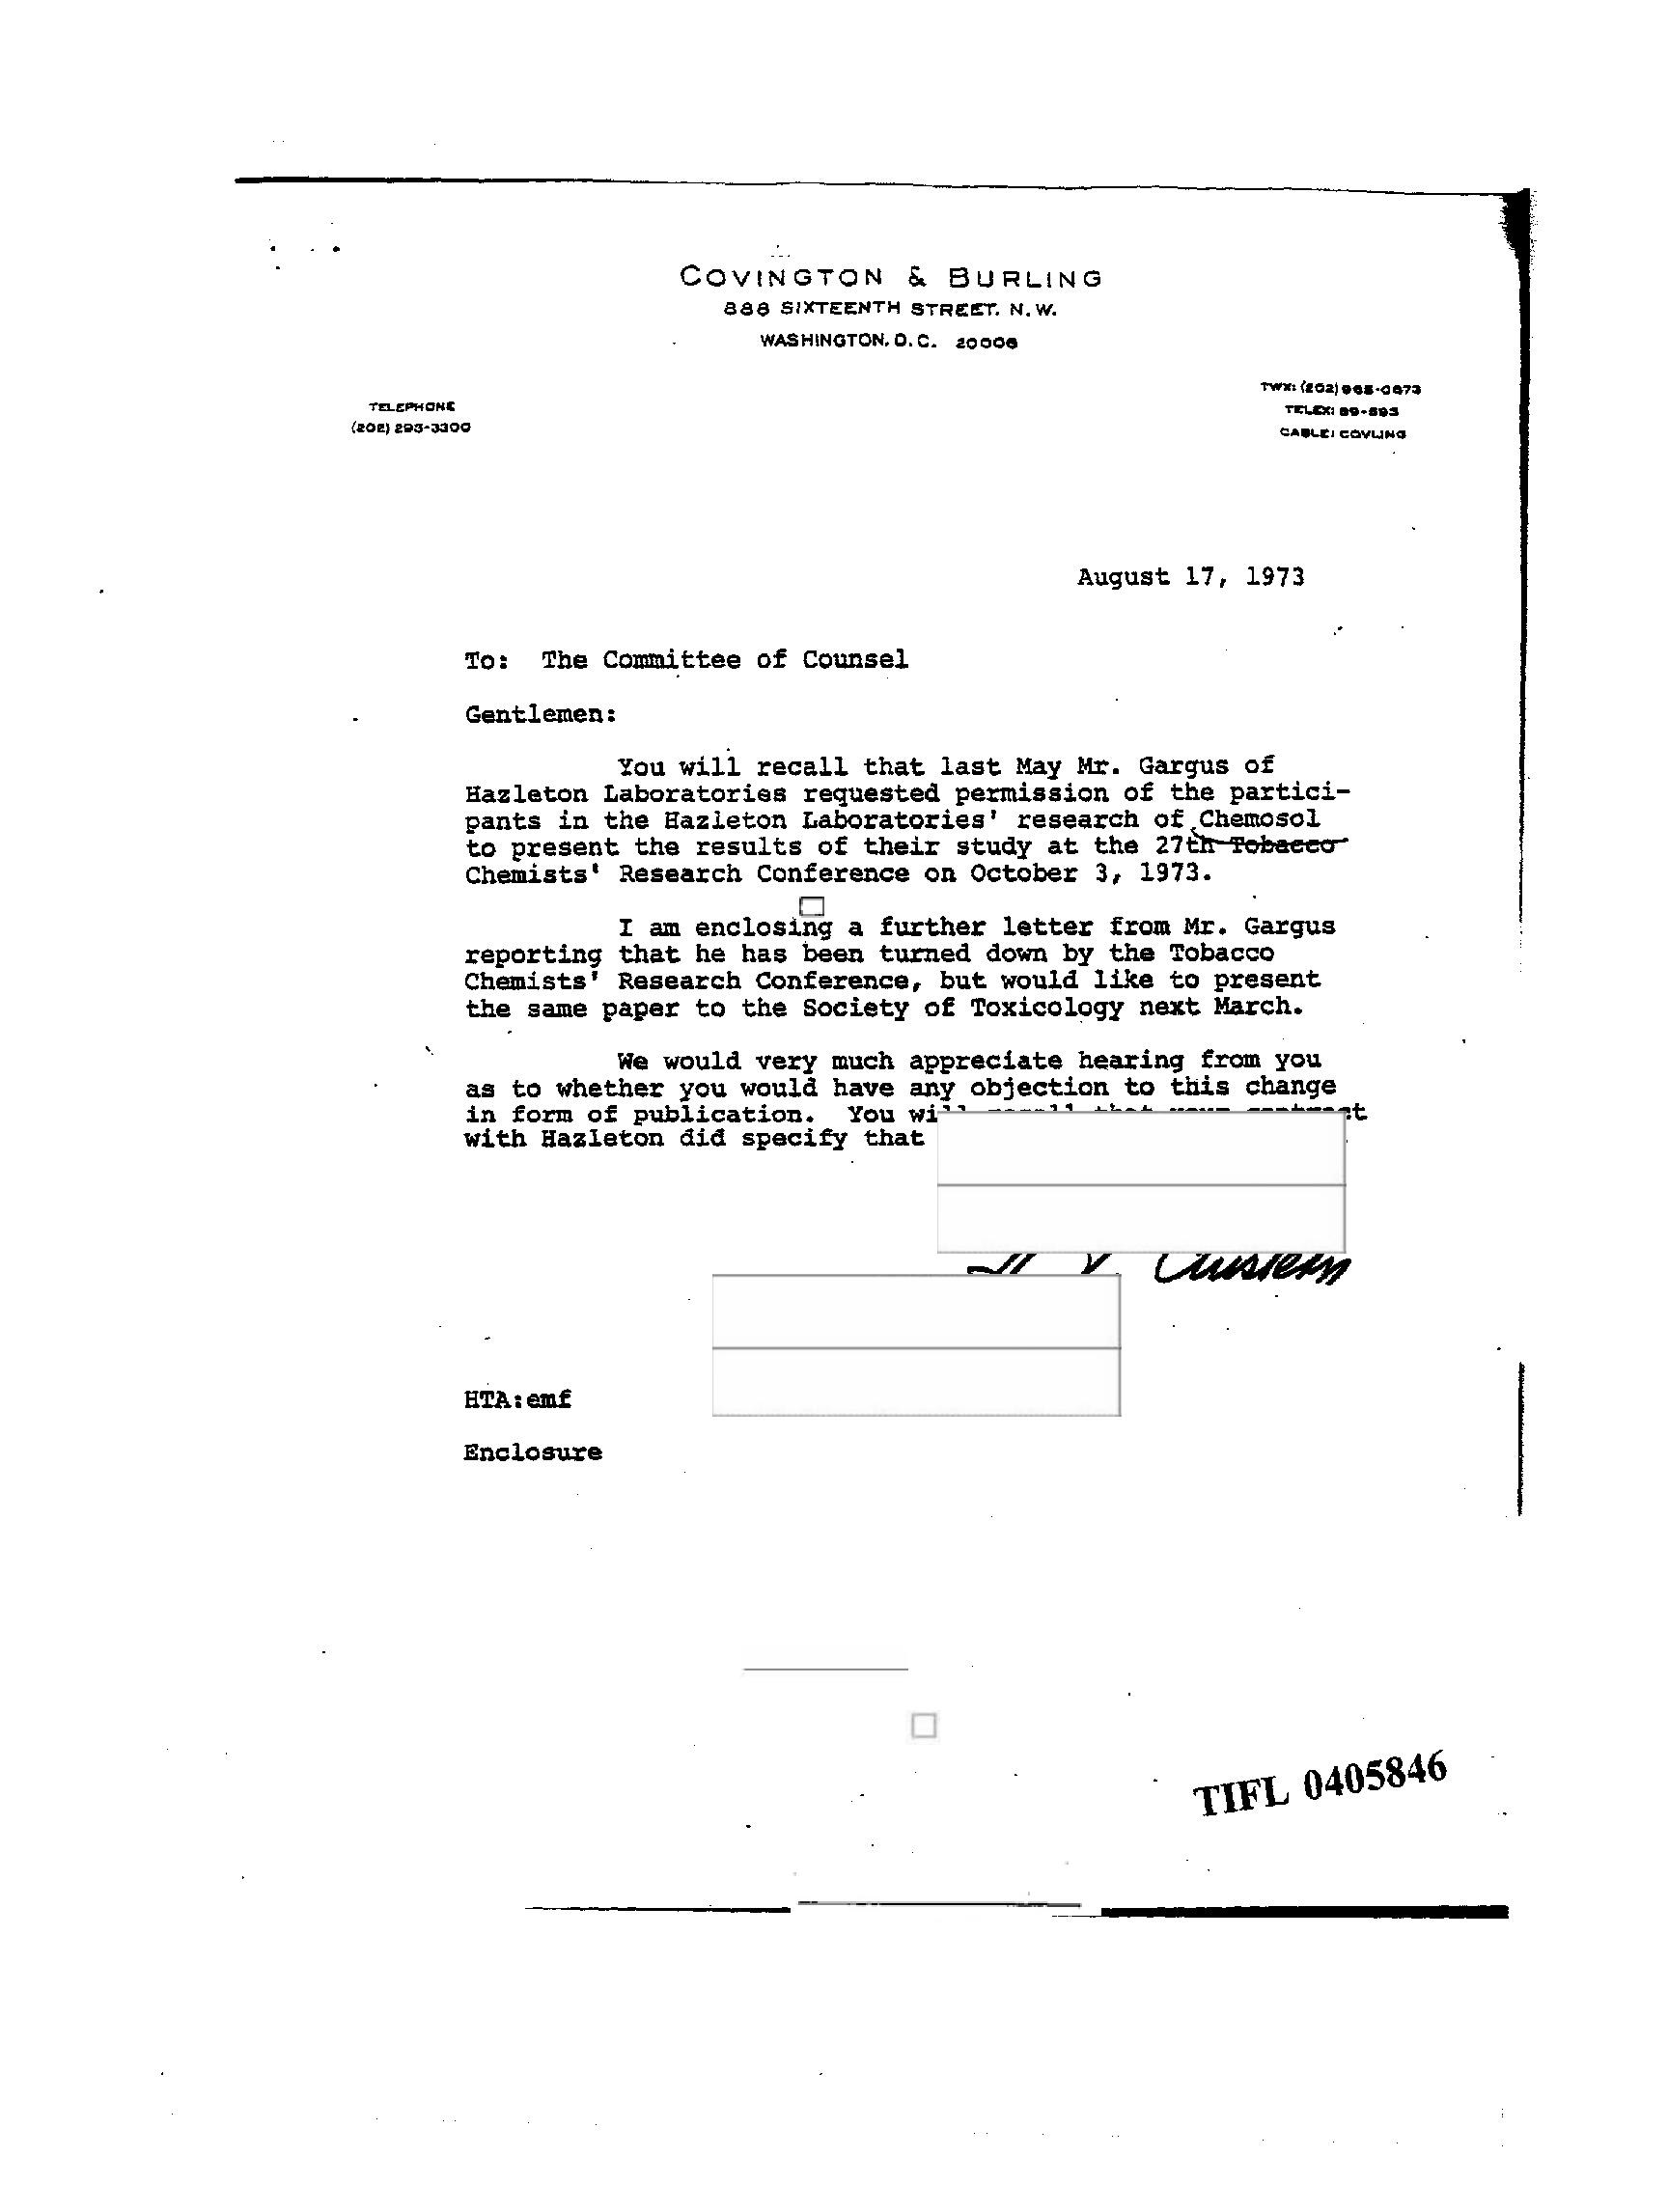 COVINGTON & BURLING
888 SIXTEENTH STREET, N.W.
WASHINGTON, D.C. 20006
TELEPHONE
(202) 293-3300
TWX: (202) 965-0873
TELEX: 89-593
CABLE: COVLING
August 17, 1973
To: The Committee of Counsel
Gentlemen:
You will recall that last May Mr. Gargus of
Hazleton Laboratories requested permission of the partici-
pants in the Hazleton Laboratories' research of Chemosol
to present the results of their study at the 27th Tobacco
Chemists' Research Conference on October 3, 1973.
I am enclosing a further letter from Mr. Gargus
reporting that he has been turned down by the Tobacco
Chemists' Research Conference, but would like to present
the same paper to the Society of Toxicology next March.
We would very much appreciate hearing from you
as to whether you would have any objection to this change
in form of publication. You
with Hazleton did specify that
HTA:emf
Enclosure
TIFL 0405846